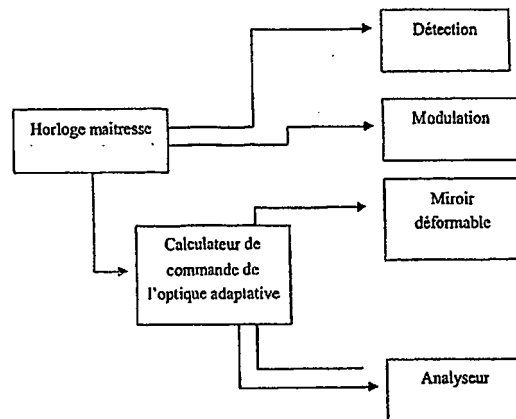 Détection
Horloge maitresse
Modulation
Miroir
déformable
Calculateur de
commande de
l'optique adaptative
Analyseur